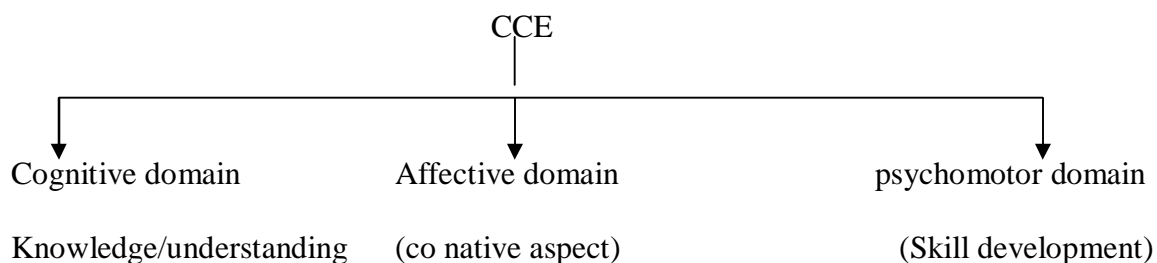 CCE
Cognitive domain Affective domain psychomotor domain
Knowledge/understanding (co native aspect) (Skill development)